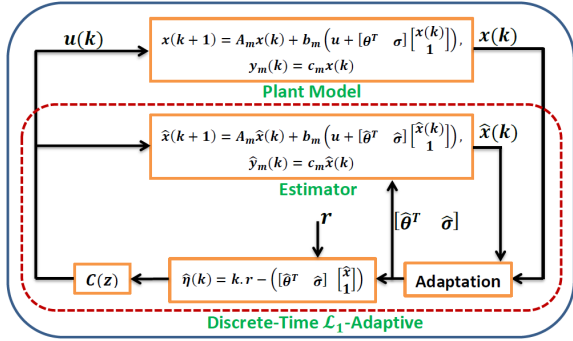 u(k)
x(k + 1) = A_m x(k) + b_m (u + [θ^T σ] [x(k) 1]),
y_m(k) = c_m x(k)
x(k)
Plant Model
x̂(k + 1) = A_m x̂(k) + b_m (u + [θ̂^T σ̂] [x(k) 1]),
ŷ_m(k) = c_m x̂(k)
x̂(k)
Estimator
r
[θ̂^T σ̂]
C(z)
η̂(k) = k.r − ([θ̂^T σ̂] [x̂ 1])
Adaptation
Discrete-Time ℒ₁-Adaptive